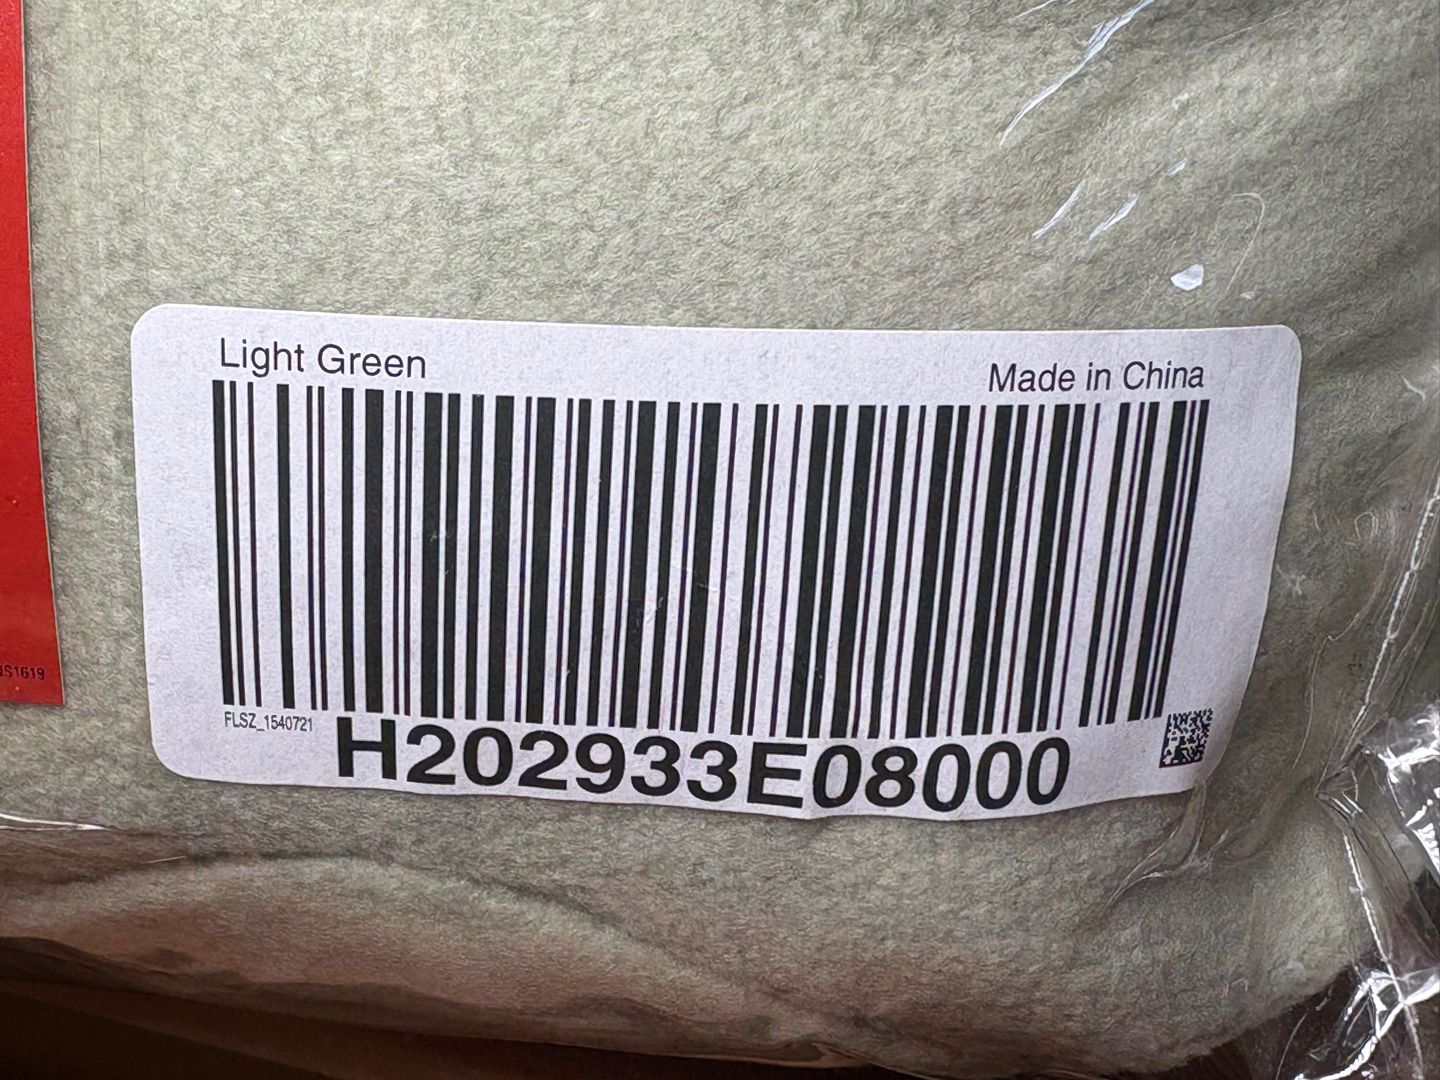 Light Green
Made in China
FLSZ_1540721
H202933E08000